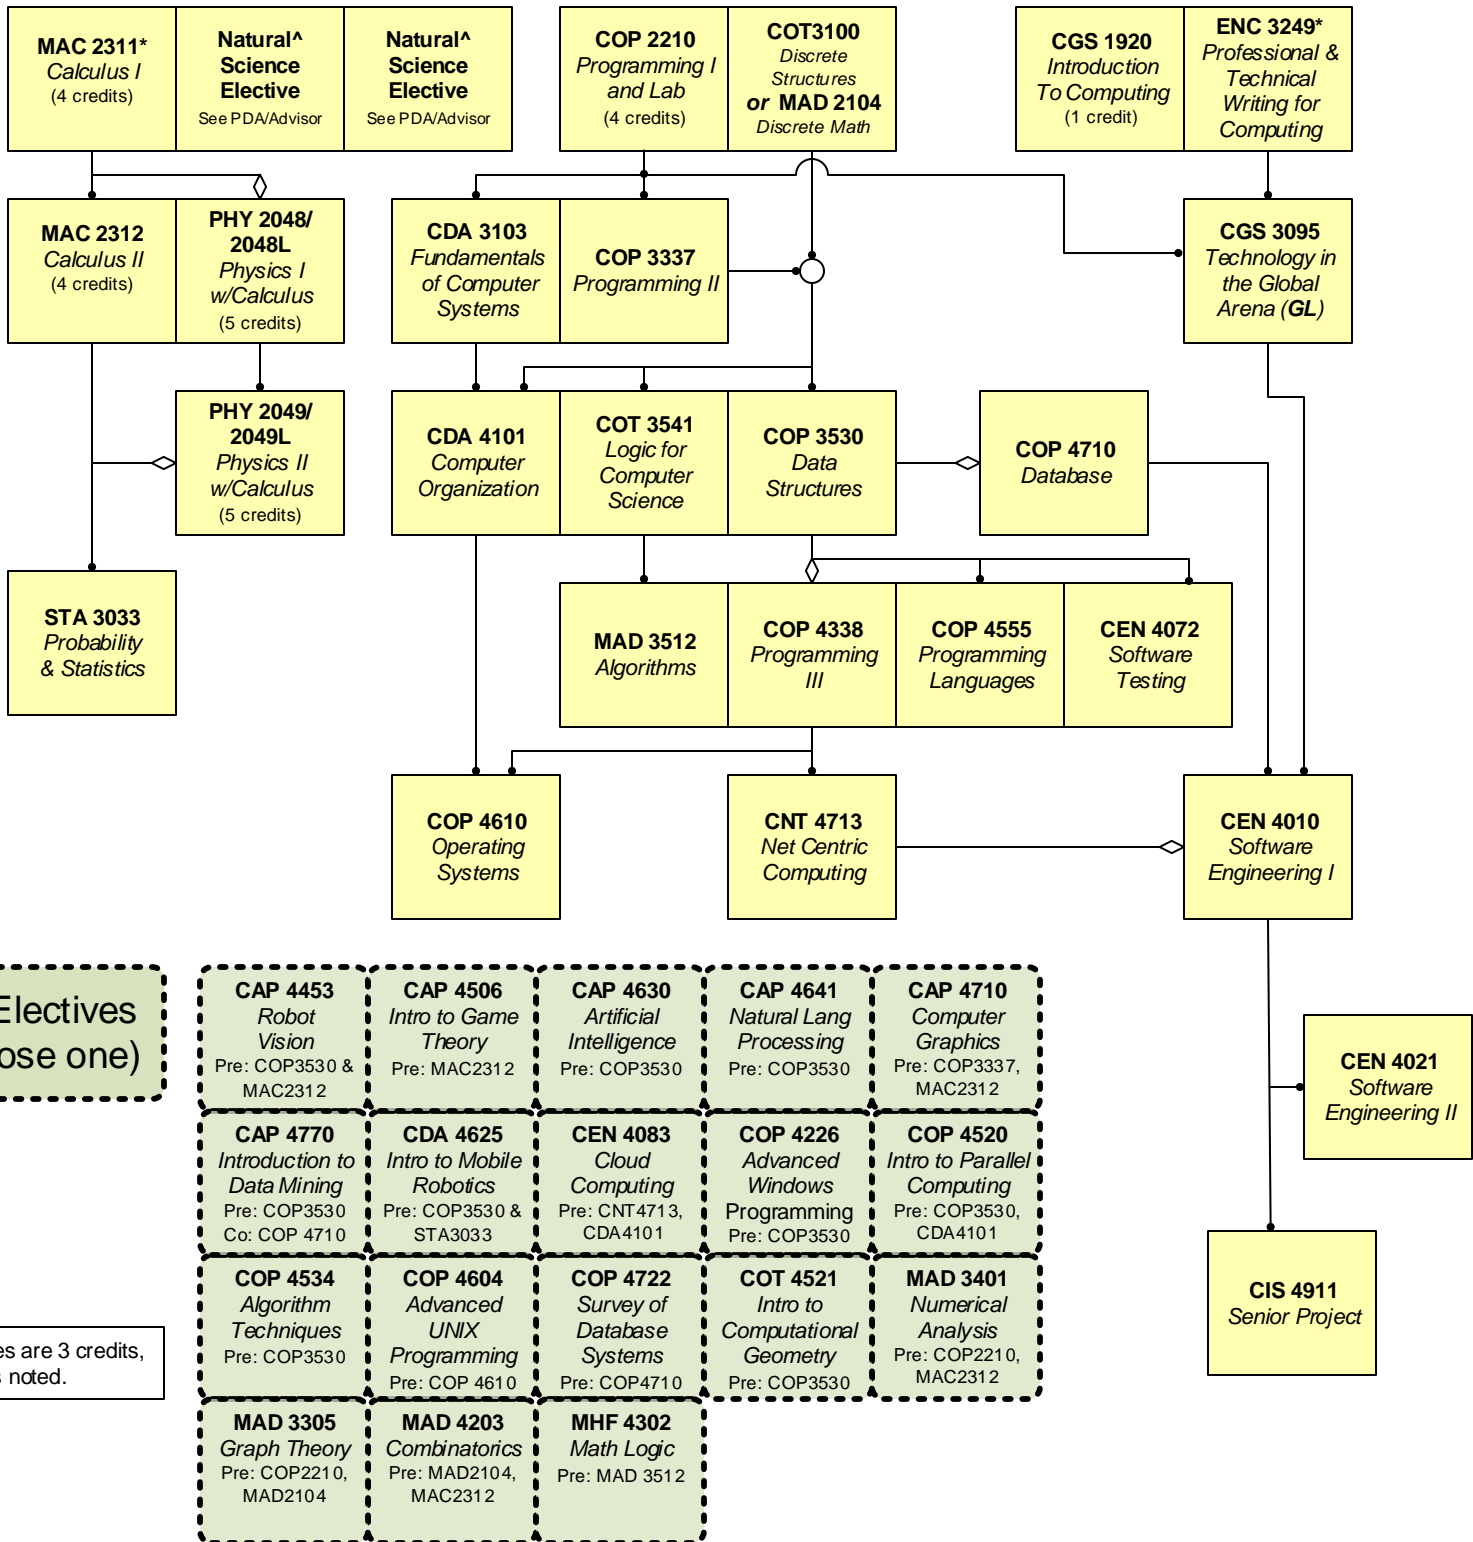 MAC 2311*
Calculus I
(4 credits)
Natural^
Science
Elective
See PDA/Advisor
Natural^
Science
Elective
See PDA/Advisor
COP 2210
Programming I
and Lab
(4 credits)
COT3100
Discrete
Structures
or MAD 2104
Discrete Math
CGS 1920
Introduction
To Computing
(1 credit)
ENC 3249*
Professional &
Technical
Writing for
Computing
MAC 2312
Calculus II
(4 credits)
PHY 2048/
2048L
Physics I
w/Calculus
(5 credits)
CDA 3103
Fundamentals
of Computer
Systems
COP 3337
Programming II
CGS 3095
Technology in
the Global
Arena (GL)
PHY 2049/
2049L
Physics II
w/Calculus
(5 credits)
CDA 4101
Computer
Organization
COT 3541
Logic for
Computer
Science
COP 3530
Data
Structures
COP 4710
Database
STA 3033
Probability
& Statistics
MAD 3512
Algorithms
COP 4338
Programming
III
COP 4555
Programming
Languages
CEN 4072
Software
Testing
COP 4610
Operating
Systems
CNT 4713
Net Centric
Computing
CEN 4010
Software
Engineering I
Electives
ose one)
CAP 4453
Robot
Vision
Pre: COP3530 &
MAC2312
CAP 4506
Intro to Game
Theory
Pre: MAC2312
CAP 4630
Artificial
Intelligence
Pre: COP3530
CAP 4641
Natural Lang
Processing
Pre: COP3530
CAP 4710
Computer
Graphics
Pre: COP3337,
MAC2312
CEN 4021
Software
Engineering II
CAP 4770
Introduction to
Data Mining
Pre: COP3530
Co: COP 4710
CDA 4625
Intro to Mobile
Robotics
Pre: COP3530 &
STA3033
CEN 4083
Cloud
Computing
Pre: CNT4713,
CDA4101
COP 4226
Advanced
Windows
Programming
Pre: COP3530
COP 4520
Intro to Parallel
Computing
Pre: COP3530,
CDA4101
COP 4534
Algorithm
Techniques
Pre: COP3530
COP 4604
Advanced
UNIX
Programming
Pre: COP 4610
COP 4722
Survey of
Database
Systems
Pre: COP4710
COT 4521
Intro to
Computational
Geometry
Pre: COP3530
MAD 3401
Numerical
Analysis
Pre: COP2210,
MAC2312
CIS 4911
Senior Project
es are 3 credits,
s noted.
MAD 3305
Graph Theory
Pre: COP2210,
MAD2104
MAD 4203
Combinatorics
Pre: MAD2104,
MAC2312
MHF 4302
Math Logic
Pre: MAD 3512